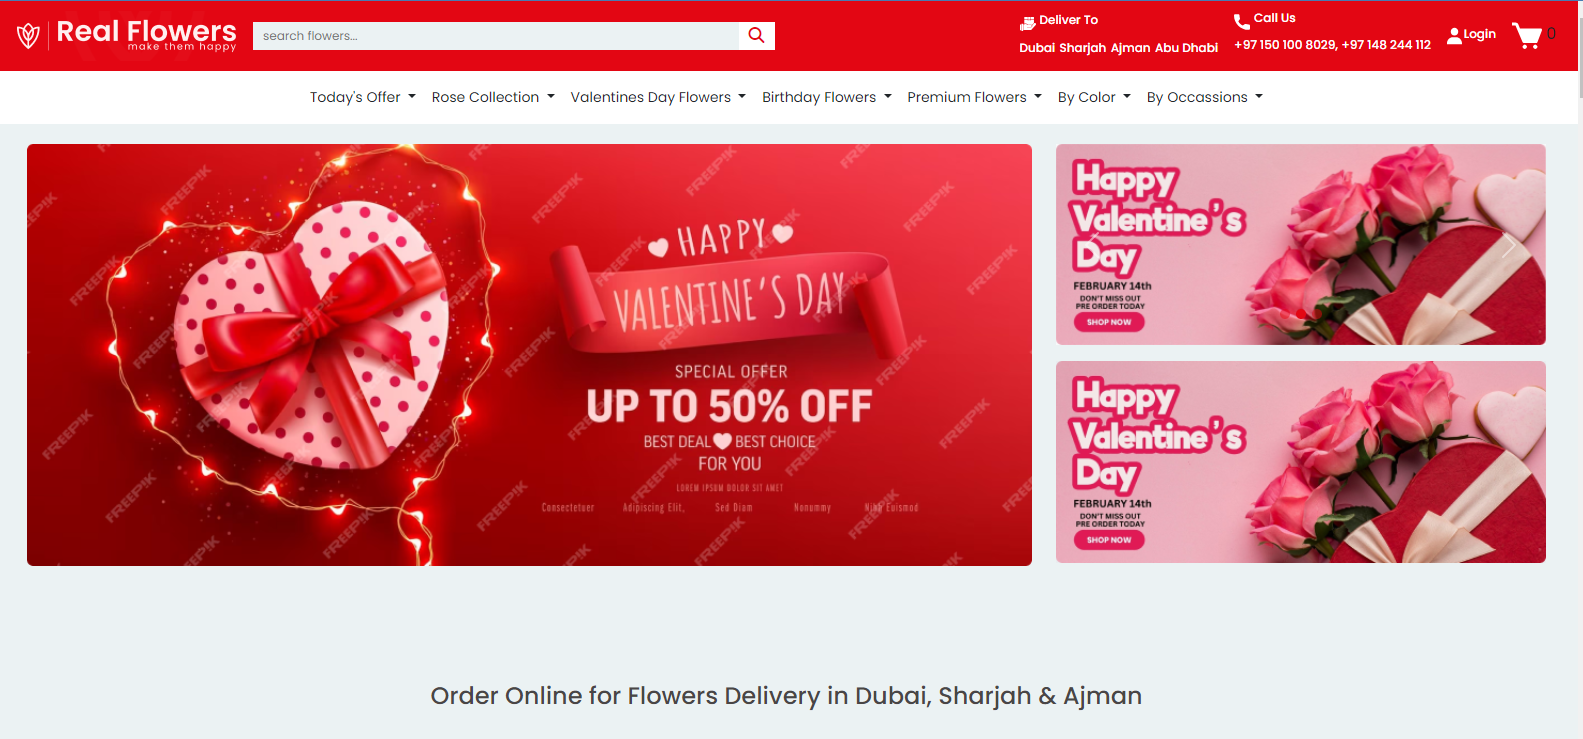 Real Flowers
make them happy
search flowers...
Deliver To
Dubai Sharjah Ajman Abu Dhabi
Call Us
+97 150 100 8029, +97 148 244 112
Login
0
Today's Offer
Rose Collection
Valentines Day Flowers
Birthday Flowers
Premium Flowers
By Color
By Occassions
HAPPY
VALENTINE'S DAY
SPECIAL OFFER
UP TO 50% OFF
BEST DEAL BEST CHOICE
FOR YOU
LOREM IPSUM DOLOR SIT AMET
Consectetuer Adipiscing Elit, Sed Diam Nonummy Nibh Euismod
FREEPIK
Happy
Valentine's
Day
FEBRUARY 14th
DON'T MISS OUT
PRE ORDER TODAY
SHOP NOW
Happy
Valentine's
Day
FEBRUARY 14th
DON'T MISS OUT
PRE ORDER TODAY
SHOP NOW
Order Online for Flowers Delivery in Dubai, Sharjah & Ajman